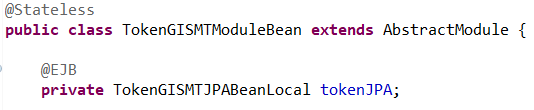 @Stateless
public class TokenGISMTModuleBean extends AbstractModule {
@EJB
private TokenGISMTJPABeanLocal tokenJPA;